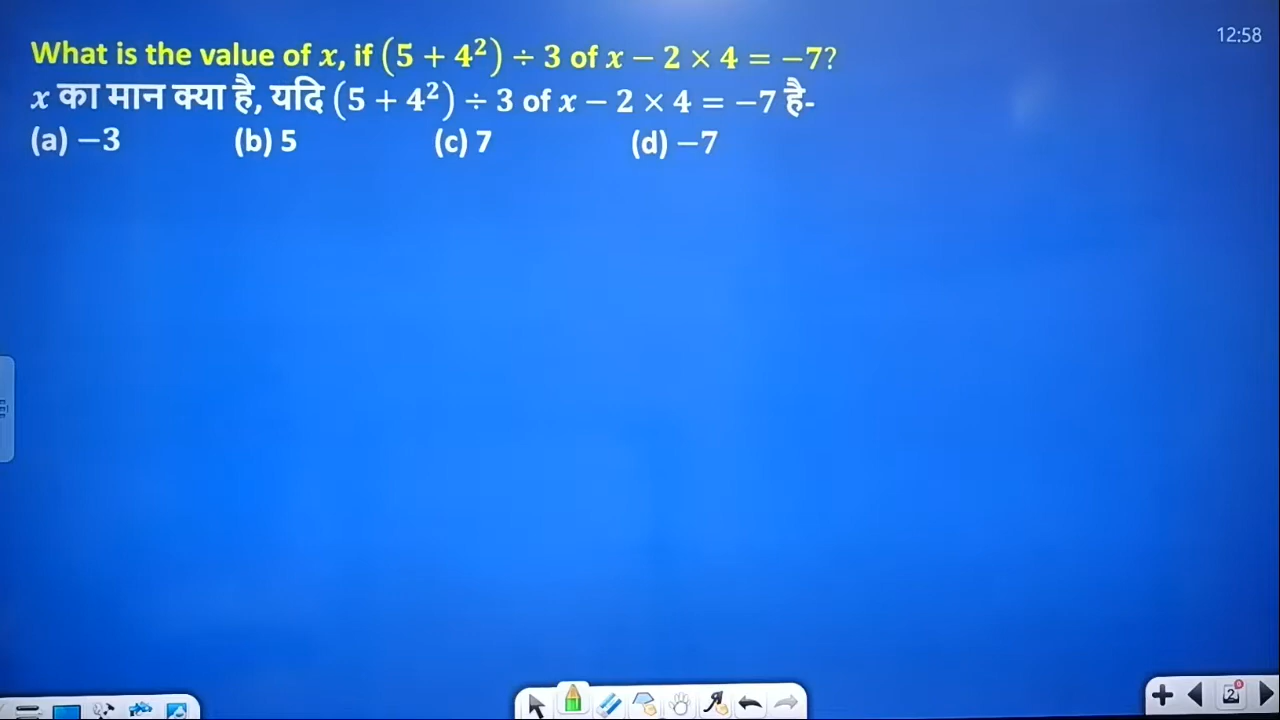 12:58
What is the value of x, if (5 + 4²) ÷ 3 of x − 2 × 4 = −7?
x का मान क्या है, यदि (5 + 4²) ÷ 3 of x − 2 × 4 = −7 है-
(a) −3 (b) 5 (c) 7 (d) −7
2